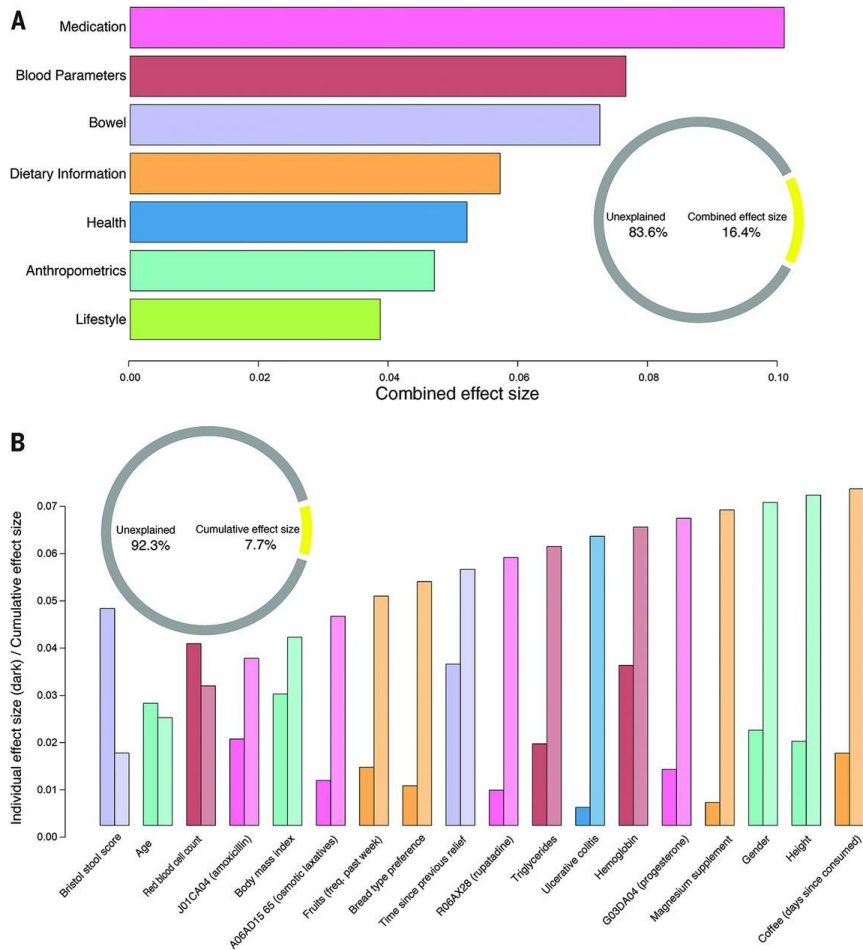 A
Medication
Blood Parameters
Bowel
Dietary Information
Health
Anthropometrics
Lifestyle
Unexplained
83.6%
Combined effect size
16.4%
0.00 0.02 0.04 0.06 0.08 0.10
Combined effect size
B
Unexplained
92.3%
Cumulative effect size
7.7%
Individual effect size (dark) / Cumulative effect size
0.07
0.06
0.05
0.04
0.03
0.02
0.01
0.00
Bristol stool score
Age
Red blood cell count
J01CA04 (amoxicillin)
Body mass index
A06AD15 65 (osmotic laxatives)
Fruits (freq. past week)
Bread type preference
Time since previous relief
R06AX28 (rupatadine)
Triglycerides
Ulcerative colitis
Hemoglobin
G03DA04 (progesterone)
Magnesium supplement
Gender
Height
Coffee (days since consumed)